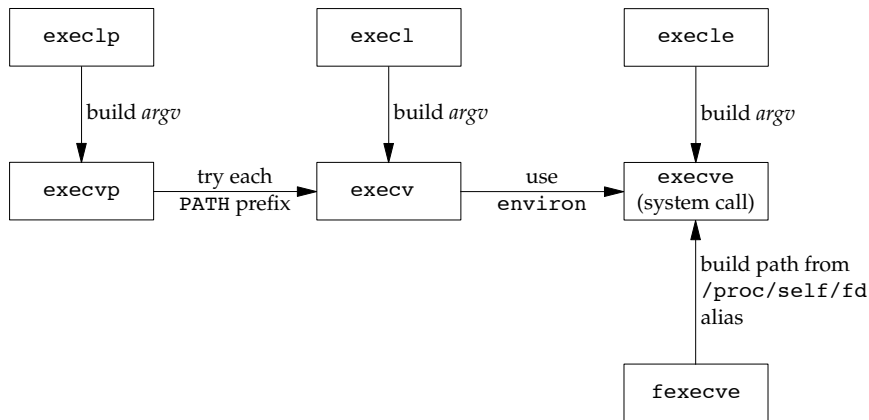 execlp
execl
execle
build argv
build argv
build argv
execvp
try each
PATH prefix
execv
use
environ
execve
(system call)
build path from
/proc/self/fd
alias
fexecve